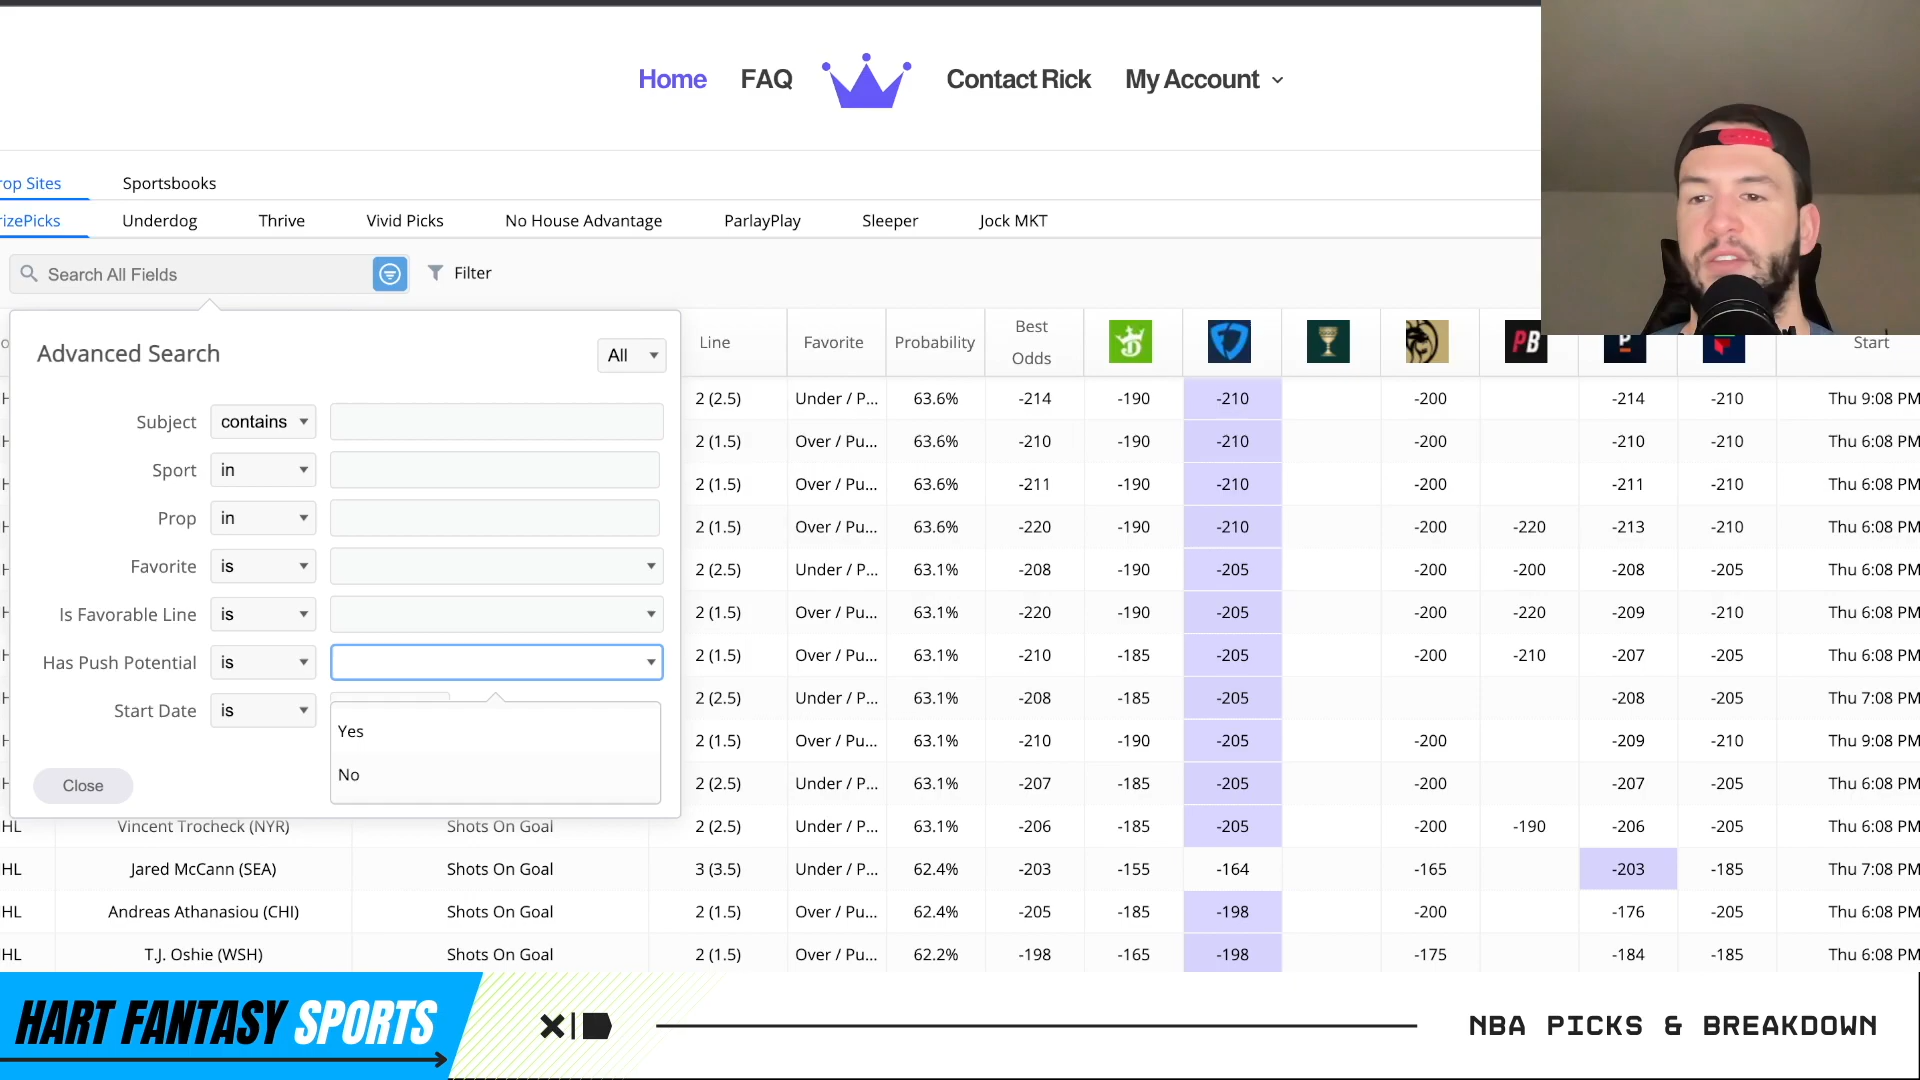 Home FAQ Contact Rick My Account
rop Sites Sportsbooks
rizePicks Underdog Thrive Vivid Picks No House Advantage ParlayPlay Sleeper Jock MKT
Search All Fields Filter
Advanced Search All
Subject contains
Sport in
Prop in
Favorite is
Is Favorable Line is
Has Push Potential is
Start Date is
Yes
No
Close
Line Favorite Probability Best Odds PB P Start
2 (2.5) Under / P... 63.6% -214 -190 -210 -200 -214 -210 Thu 9:08 PM
2 (1.5) Over / Pu... 63.6% -210 -190 -210 -200 -210 -210 Thu 6:08 PM
2 (1.5) Over / Pu... 63.6% -211 -190 -210 -200 -211 -210 Thu 6:08 PM
2 (1.5) Over / Pu... 63.6% -220 -190 -210 -200 -220 -213 -210 Thu 6:08 PM
2 (2.5) Under / P... 63.1% -208 -190 -205 -200 -200 -208 -205 Thu 6:08 PM
2 (1.5) Over / Pu... 63.1% -220 -190 -205 -200 -220 -209 -210 Thu 6:08 PM
2 (1.5) Over / Pu... 63.1% -210 -185 -205 -200 -210 -207 -205 Thu 6:08 PM
2 (2.5) Under / P... 63.1% -208 -185 -205 -208 -205 Thu 7:08 PM
2 (1.5) Over / Pu... 63.1% -210 -190 -205 -200 -209 -210 Thu 9:08 PM
2 (2.5) Under / P... 63.1% -207 -185 -205 -200 -207 -205 Thu 6:08 PM
HL Vincent Trocheck (NYR) Shots On Goal 2 (2.5) Under / P... 63.1% -206 -185 -205 -200 -190 -206 -205 Thu 6:08 PM
HL Jared McCann (SEA) Shots On Goal 3 (3.5) Under / P... 62.4% -203 -155 -164 -165 -203 -185 Thu 7:08 PM
HL Andreas Athanasiou (CHI) Shots On Goal 2 (1.5) Over / Pu... 62.4% -205 -185 -198 -200 -176 -205 Thu 6:08 PM
HL T.J. Oshie (WSH) Shots On Goal 2 (1.5) Over / Pu... 62.2% -198 -165 -198 -175 -184 -185 Thu 6:08 PM
HART FANTASY SPORTS NBA PICKS & BREAKDOWN